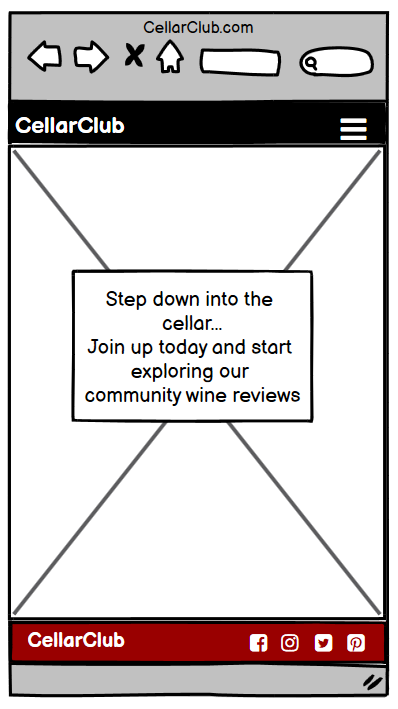 CellarClub.com
CellarClub
Step down into the
cellar...
Join up today and start
exploring our
community wine reviews
CellarClub